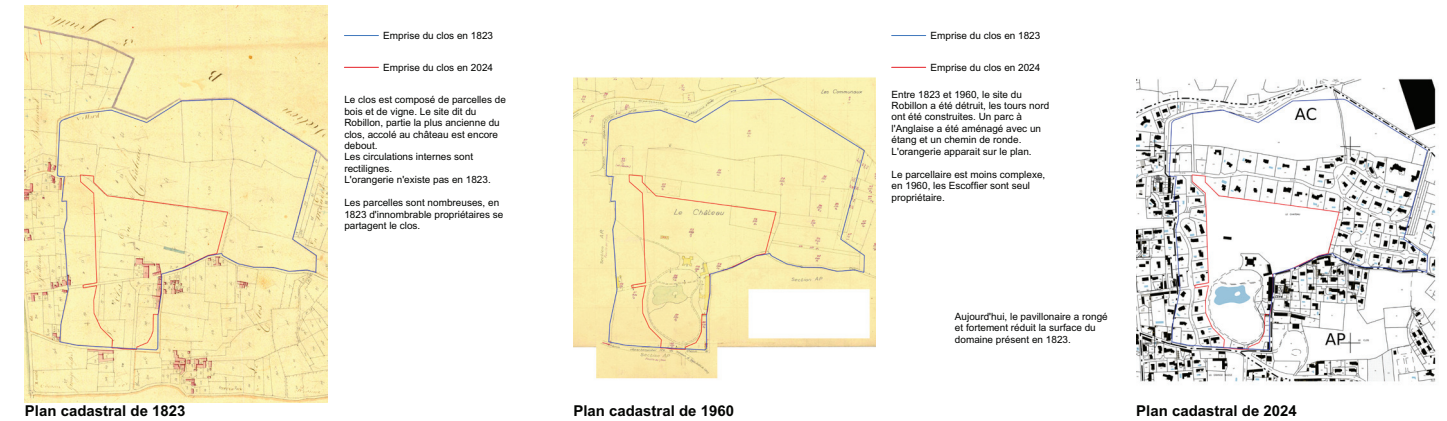 Emprise du clos en 1823
Emprise du clos en 2024
Le clos est composé de parcelles de
bois et de vigne. Le site dit du
Robillon, partie la plus ancienne du
clos, accolé au château est encore
debout.
Les circulations internes sont
rectilignes.
L'orangerie n'existe pas en 1823.
Les parcelles sont nombreuses, en
1823 d'innombrable propriétaires se
partagent le clos.
Plan cadastral de 1823
Emprise du clos en 1823
Emprise du clos en 2024
Les Communaux
Le Château
Section AP
Section AP
Entre 1823 et 1960, le site du
Robillon a été détruit, les tours nord
ont été construites. Un parc à
l'Anglaise a été aménagé avec un
étang et un chemin de ronde.
L'orangerie apparait sur le plan.
Le parcellaire est moins complexe,
en 1960, les Escoffier sont seul
propriétaire.
Plan cadastral de 1960
Aujourd'hui, le pavillonaire a rongé
et fortement réduit la surface du
domaine présent en 1823.
AC
AP
Plan cadastral de 2024